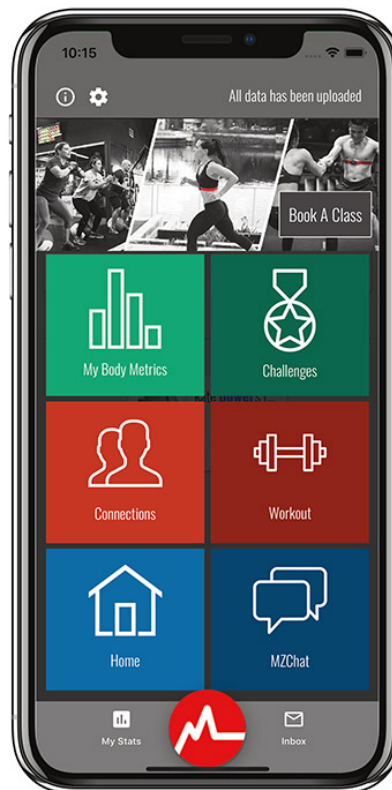 10:15
All data has been uploaded
Book A Class
My Body Metrics
Challenges
Connections
Workout
Home
MZChat
My Stats
Inbox